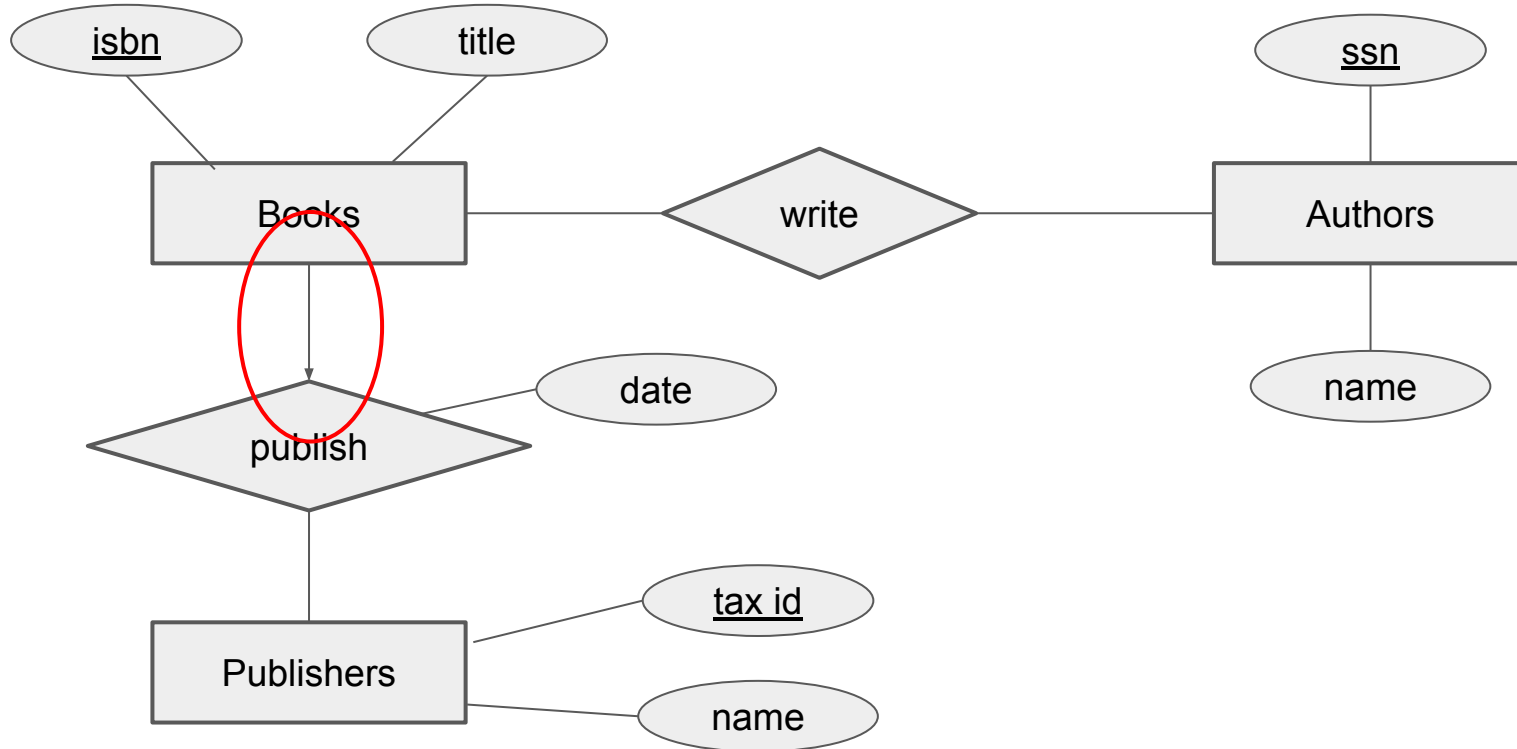 isbn
title
ssn
Books
write
Authors
date
name
publish
tax id
Publishers
name